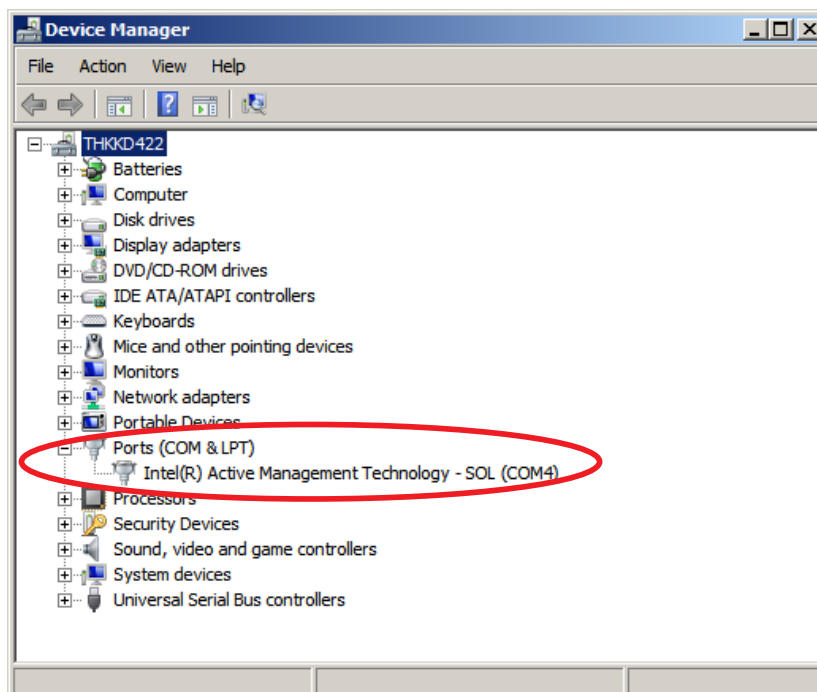 Device Manager
File Action View Help
THKKD422
Batteries
Computer
Disk drives
Display adapters
DVD/CD-ROM drives
IDE ATA/ATAPI controllers
Keyboards
Mice and other pointing devices
Monitors
Network adapters
Portable Devices
Ports (COM & LPT)
Intel(R) Active Management Technology - SOL (COM4)
Processors
Security Devices
Sound, video and game controllers
System devices
Universal Serial Bus controllers